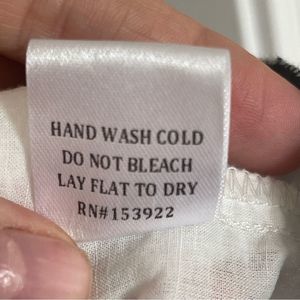 HAND WASH COLD
DO NOT BLEACH
LAY FLAT TO DRY
RN#153922